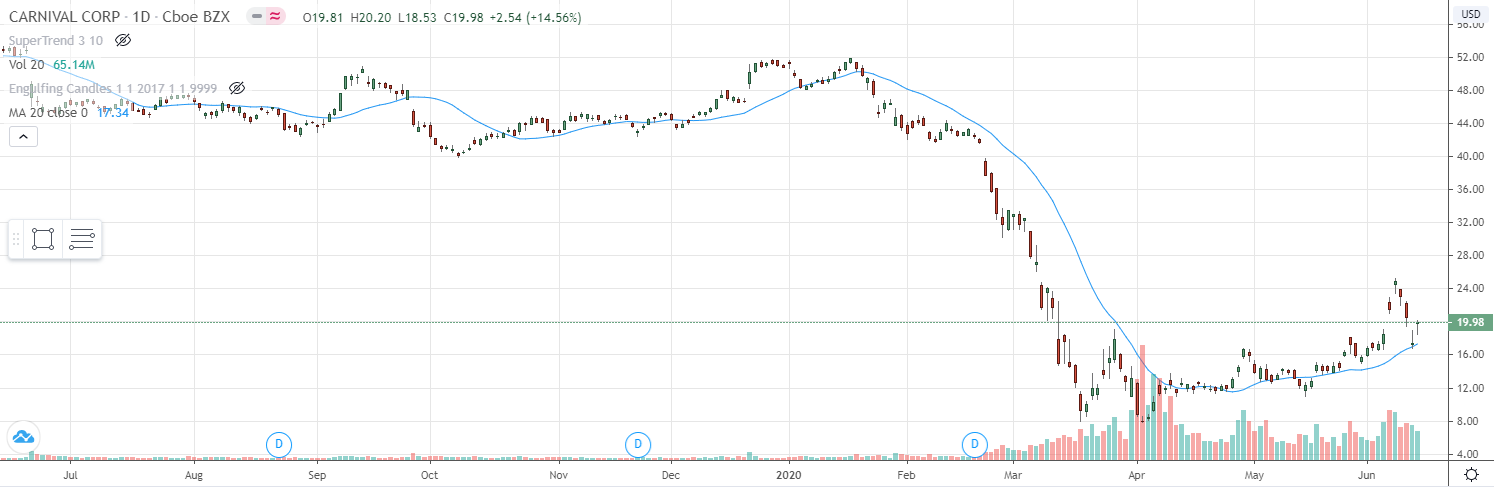 CARNIVAL CORP · 1D · Cboe BZX O19.81 H20.20 L18.53 C19.98 +2.54 (+14.56%)
USD
SuperTrend 3 10
56.00
52.00
Vol 20 65.14M
Engulfing Candles 1 1 2017 1 1 9999
48.00
MA 20 close 0 17.34
44.00
40.00
36.00
32.00
28.00
24.00
19.98
16.00
12.00
8.00
D D D
4.00
Jul Aug Sep Oct Nov Dec 2020 Feb Mar Apr May Jun